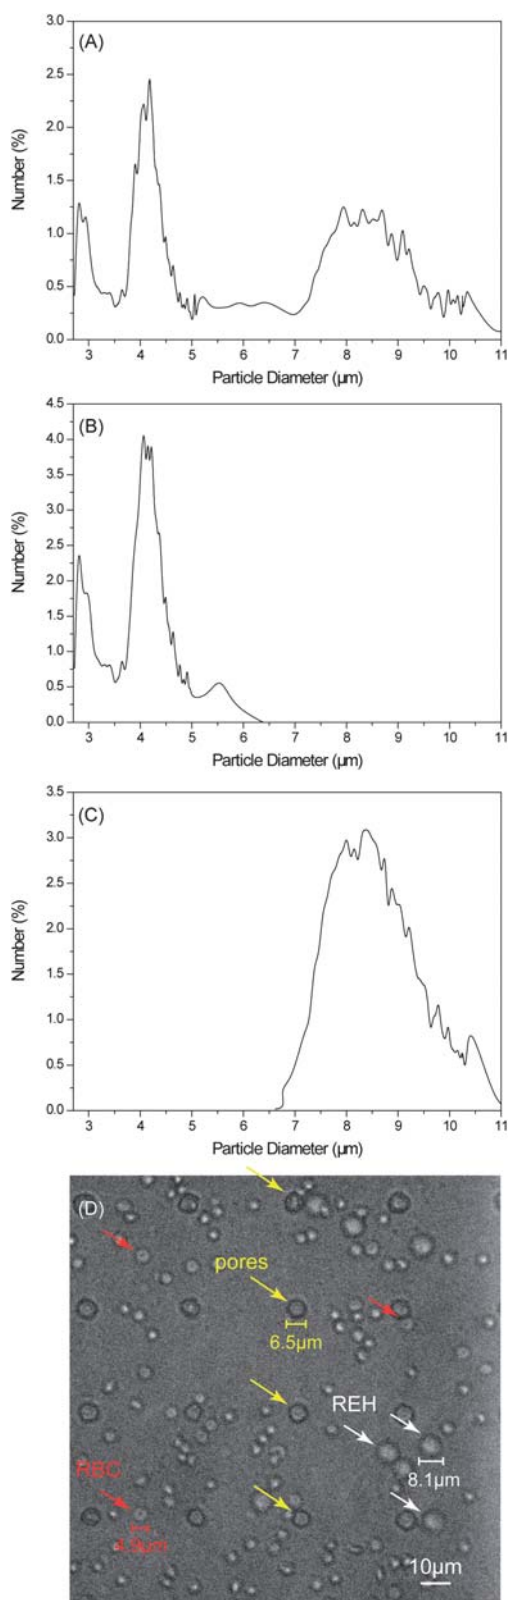 (A)
Number (%)
3.0
2.5
2.0
1.5
1.0
0.5
0.0
3 4 5 6 7 8 9 10 11
Particle Diameter (µm)
(B)
Number (%)
4.5
4.0
3.5
3.0
2.5
2.0
1.5
1.0
0.5
0.0
3 4 5 6 7 8 9 10 11
Particle Diameter (µm)
(C)
Number (%)
3.5
3.0
2.5
2.0
1.5
1.0
0.5
0.0
3 4 5 6 7 8 9 10 11
Particle Diameter (µm)
(D)
pores
6.5µm
REH
8.1µm
RBC
4.9µm
10µm